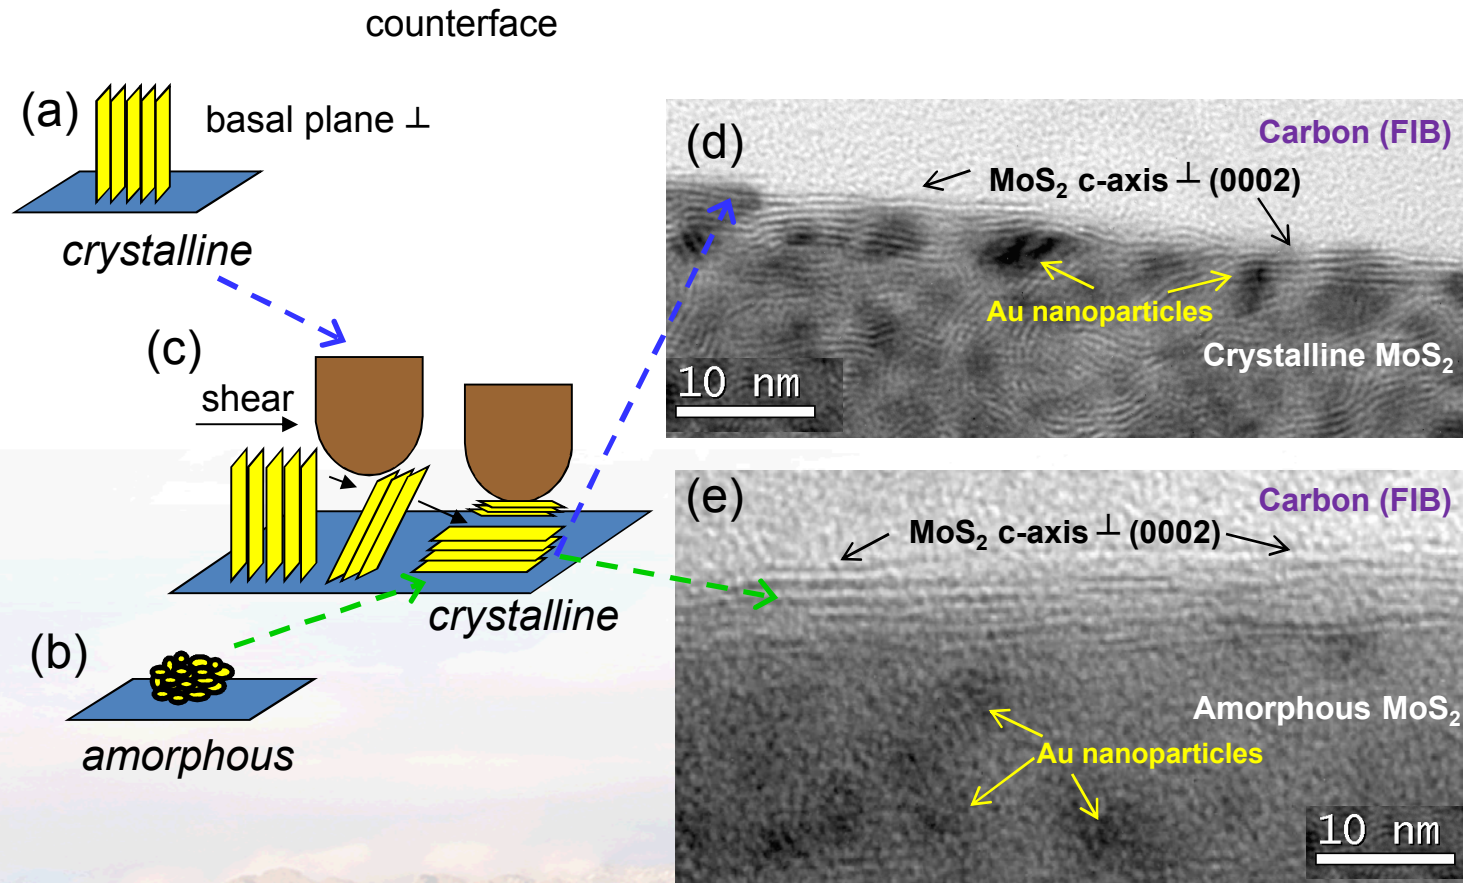 counterface
(a)
basal plane ⊥
crystalline
(c)
shear
crystalline
(b)
amorphous
(d)
Carbon (FIB)
MoS₂ c-axis ⊥ (0002)
Au nanoparticles
Crystalline MoS₂
10 nm
(e)
Carbon (FIB)
MoS₂ c-axis ⊥ (0002)
Amorphous MoS₂
Au nanoparticles
10 nm